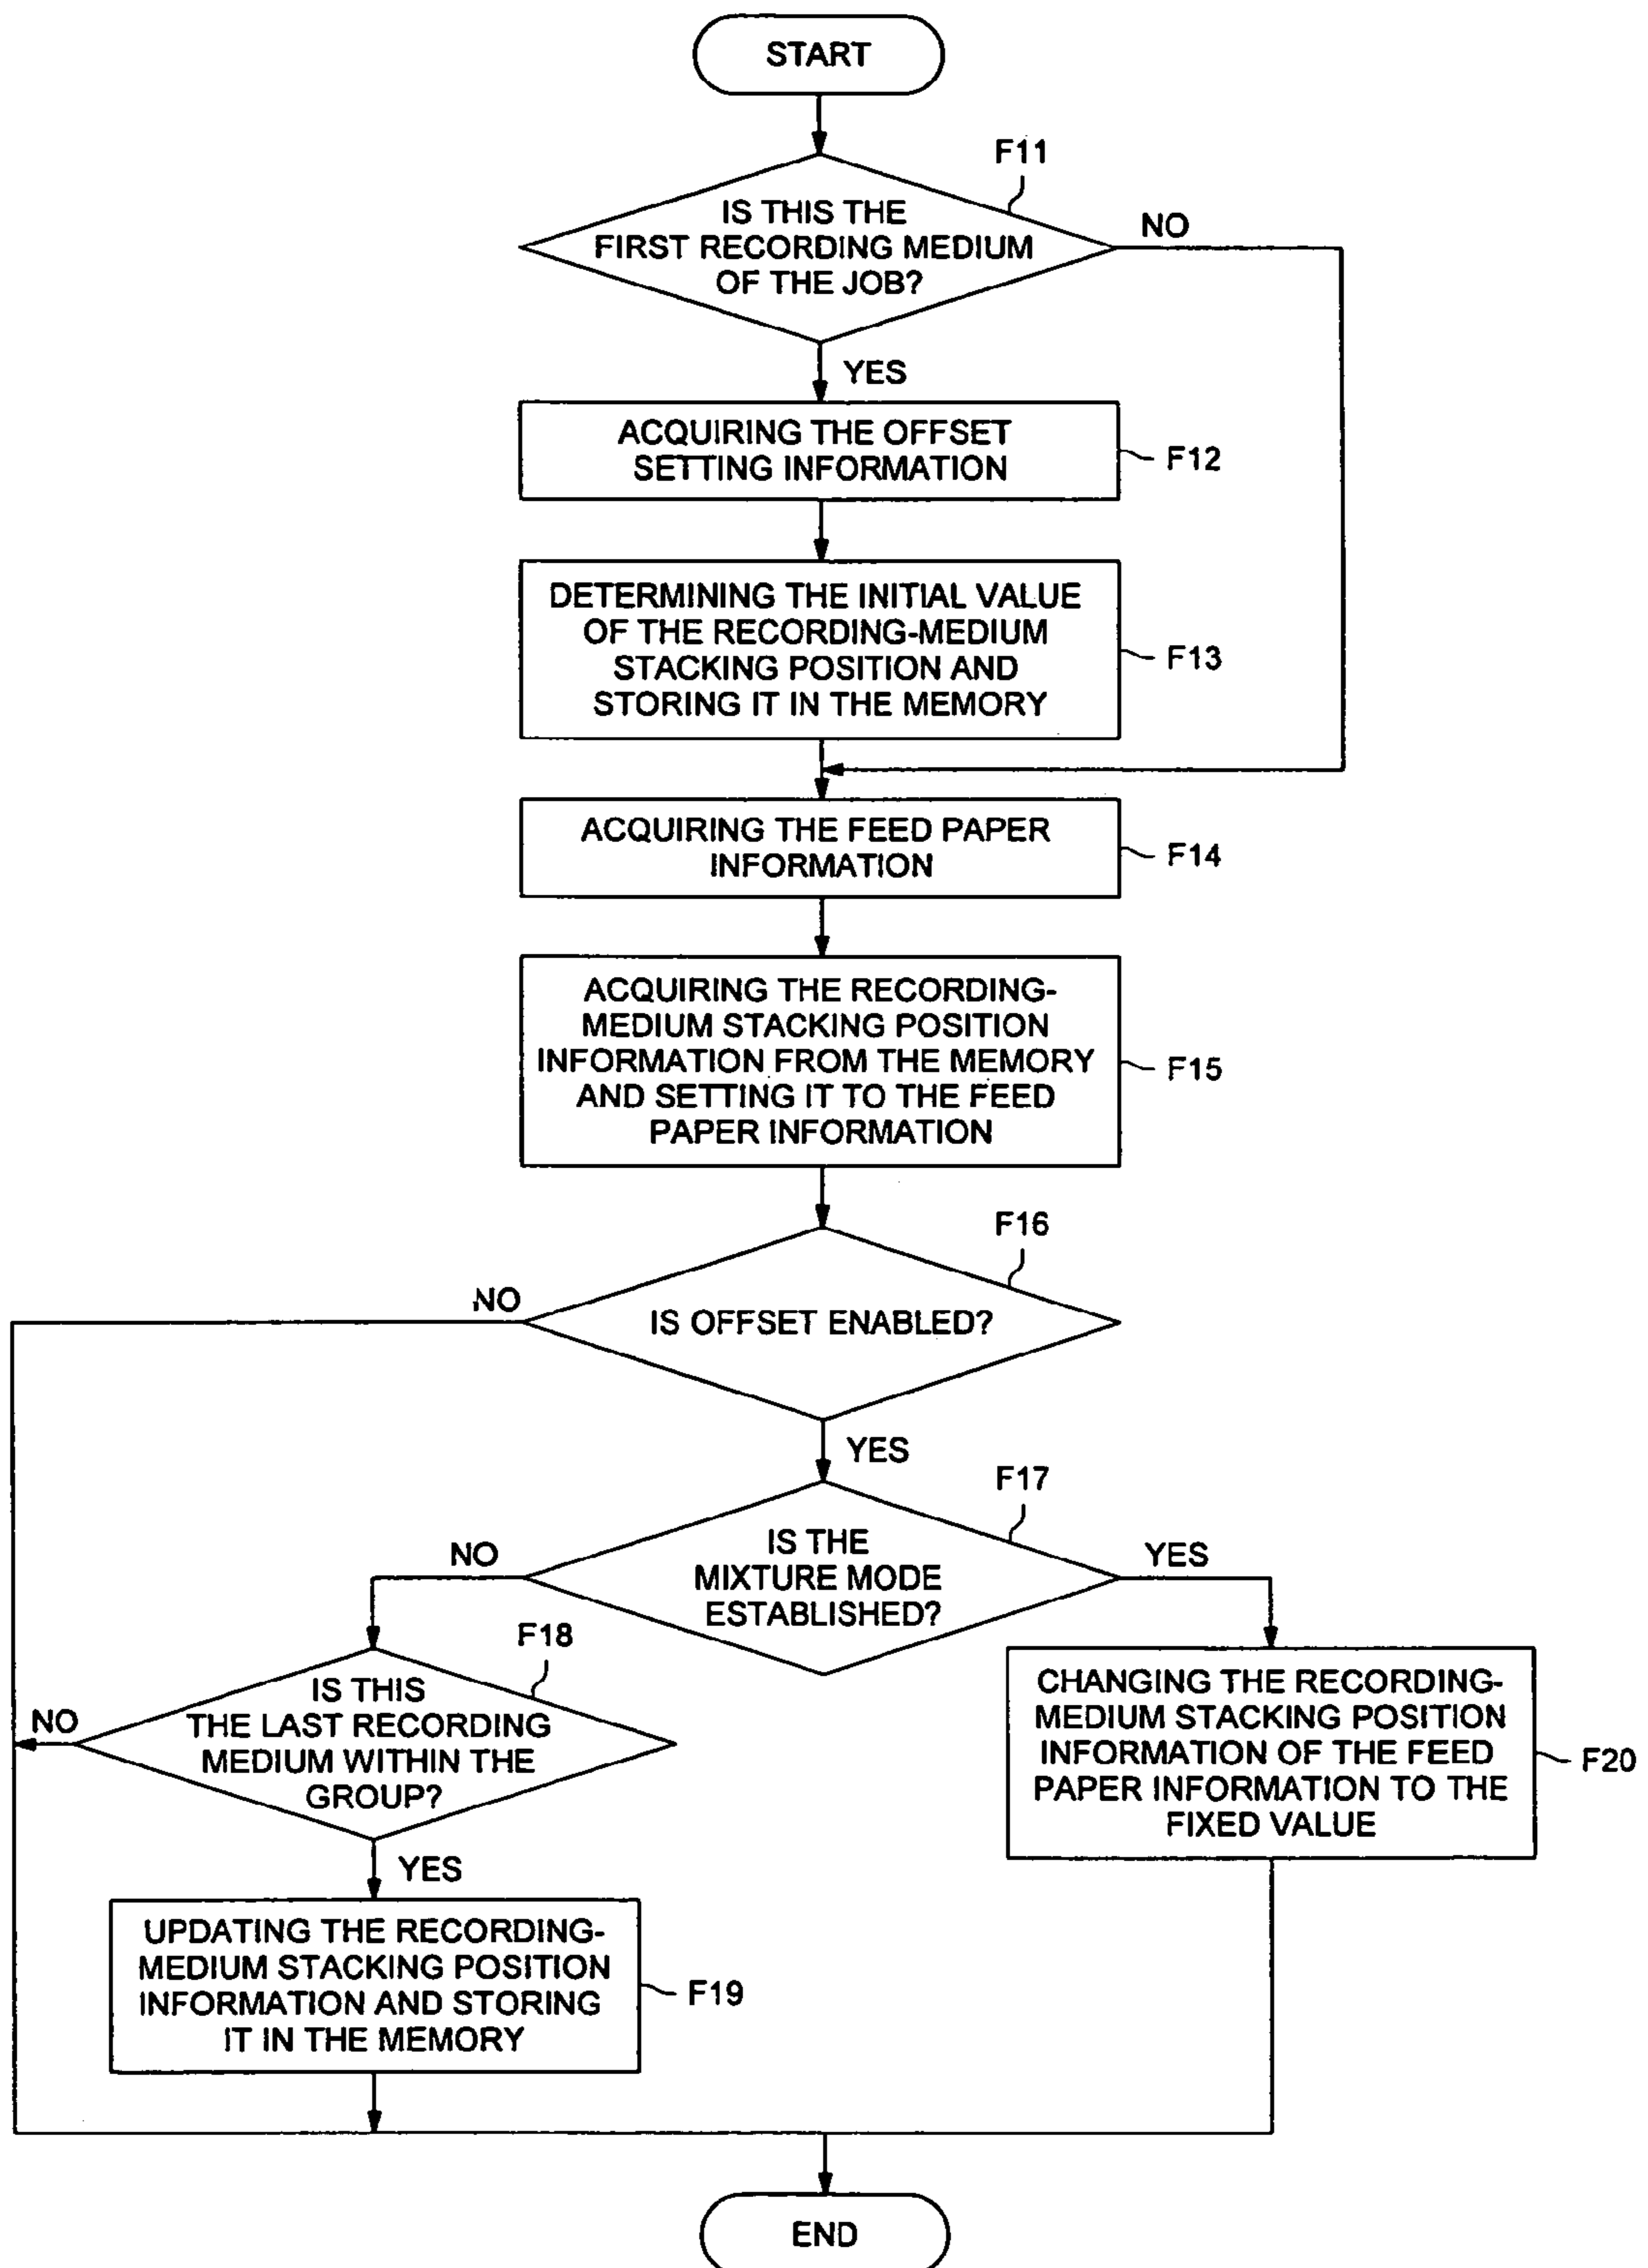 START
F11
IS THIS THE
FIRST RECORDING MEDIUM
OF THE JOB?
NO
YES
ACQUIRING THE OFFSET
SETTING INFORMATION
F12
DETERMINING THE INITIAL VALUE
OF THE RECORDING-MEDIUM
STACKING POSITION AND
STORING IT IN THE MEMORY
F13
ACQUIRING THE FEED PAPER
INFORMATION
F14
ACQUIRING THE RECORDING-
MEDIUM STACKING POSITION
INFORMATION FROM THE MEMORY
AND SETTING IT TO THE FEED
PAPER INFORMATION
F15
F16
NO
IS OFFSET ENABLED?
YES
F17
NO
IS THE
MIXTURE MODE
ESTABLISHED?
YES
F18
NO
IS THIS
THE LAST RECORDING
MEDIUM WITHIN THE
GROUP?
CHANGING THE RECORDING-
MEDIUM STACKING POSITION
INFORMATION OF THE FEED
PAPER INFORMATION TO THE
FIXED VALUE
F20
YES
UPDATING THE RECORDING-
MEDIUM STACKING POSITION
INFORMATION AND STORING
IT IN THE MEMORY
F19
END